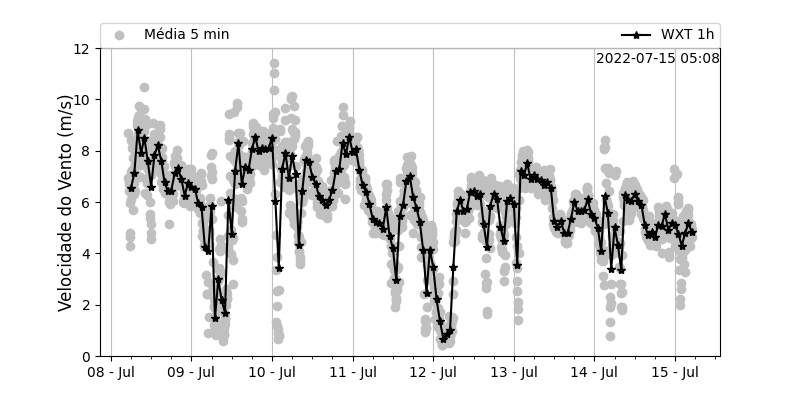 Média 5 min
WXT 1h
2022-07-15 05:08
Velocidade do Vento (m/s)
12
10
8
6
4
2
0
08 - Jul 09 - Jul 10 - Jul 11 - Jul 12 - Jul 13 - Jul 14 - Jul 15 - Jul